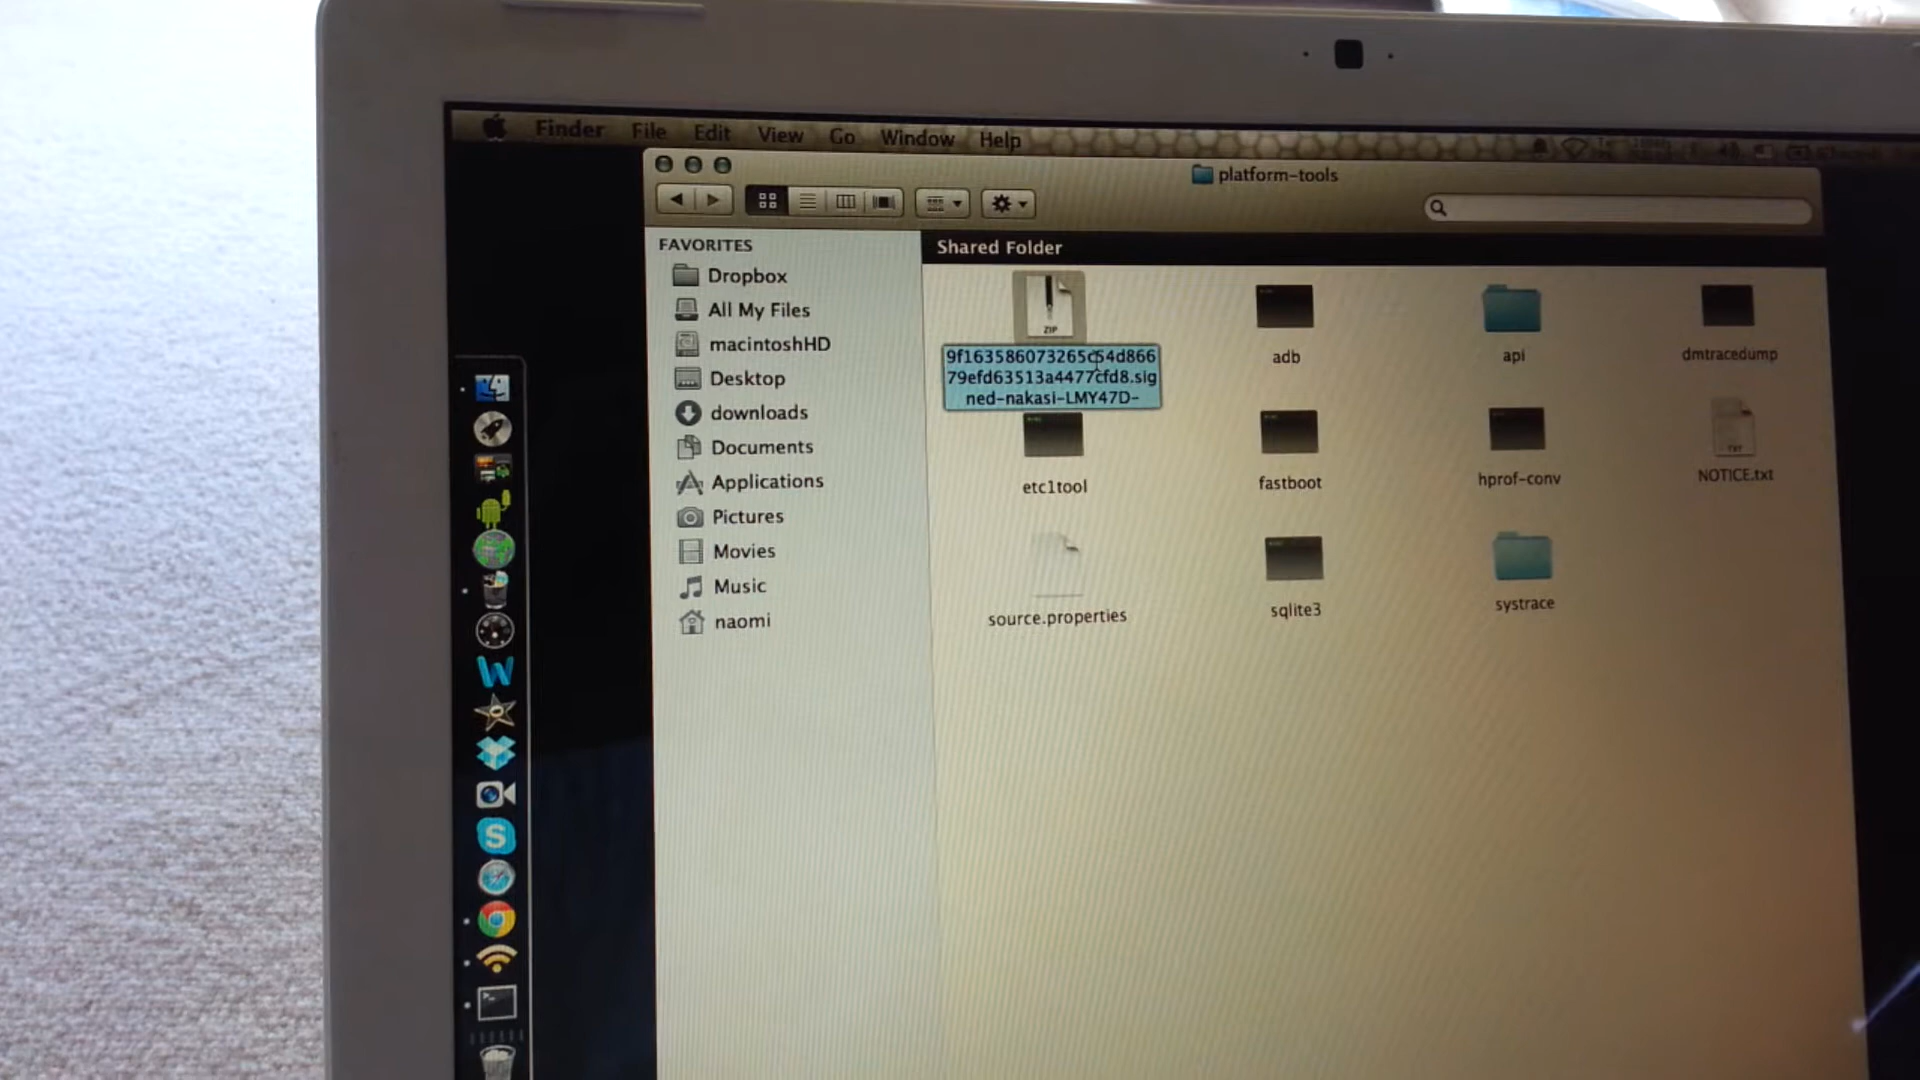 Finder File Edit View Go Window Help
platform-tools
FAVORITES
Dropbox
All My Files
macintoshHD
Desktop
downloads
Documents
Applications
Pictures
Movies
Music
naomi
Shared Folder
ZIP
9f163586073265c54d866
79efd63513a4477cfd8.sig
ned-nakasi-LMY47D-
adb
api
dmtracedump
etc1tool
fastboot
hprof-conv
TXT
NOTICE.txt
source.properties
sqlite3
systrace
W
S